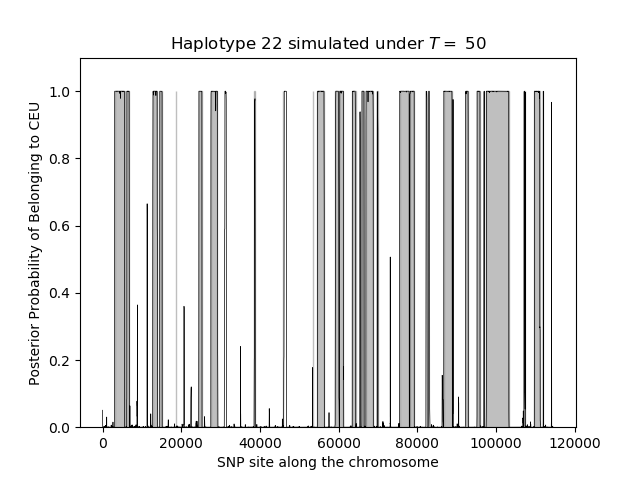 Haplotype 22 simulated under T = 50
Posterior Probability of Belonging to CEU
1.0
0.8
0.6
0.4
0.2
0.0
0 20000 40000 60000 80000 100000 120000
SNP site along the chromosome